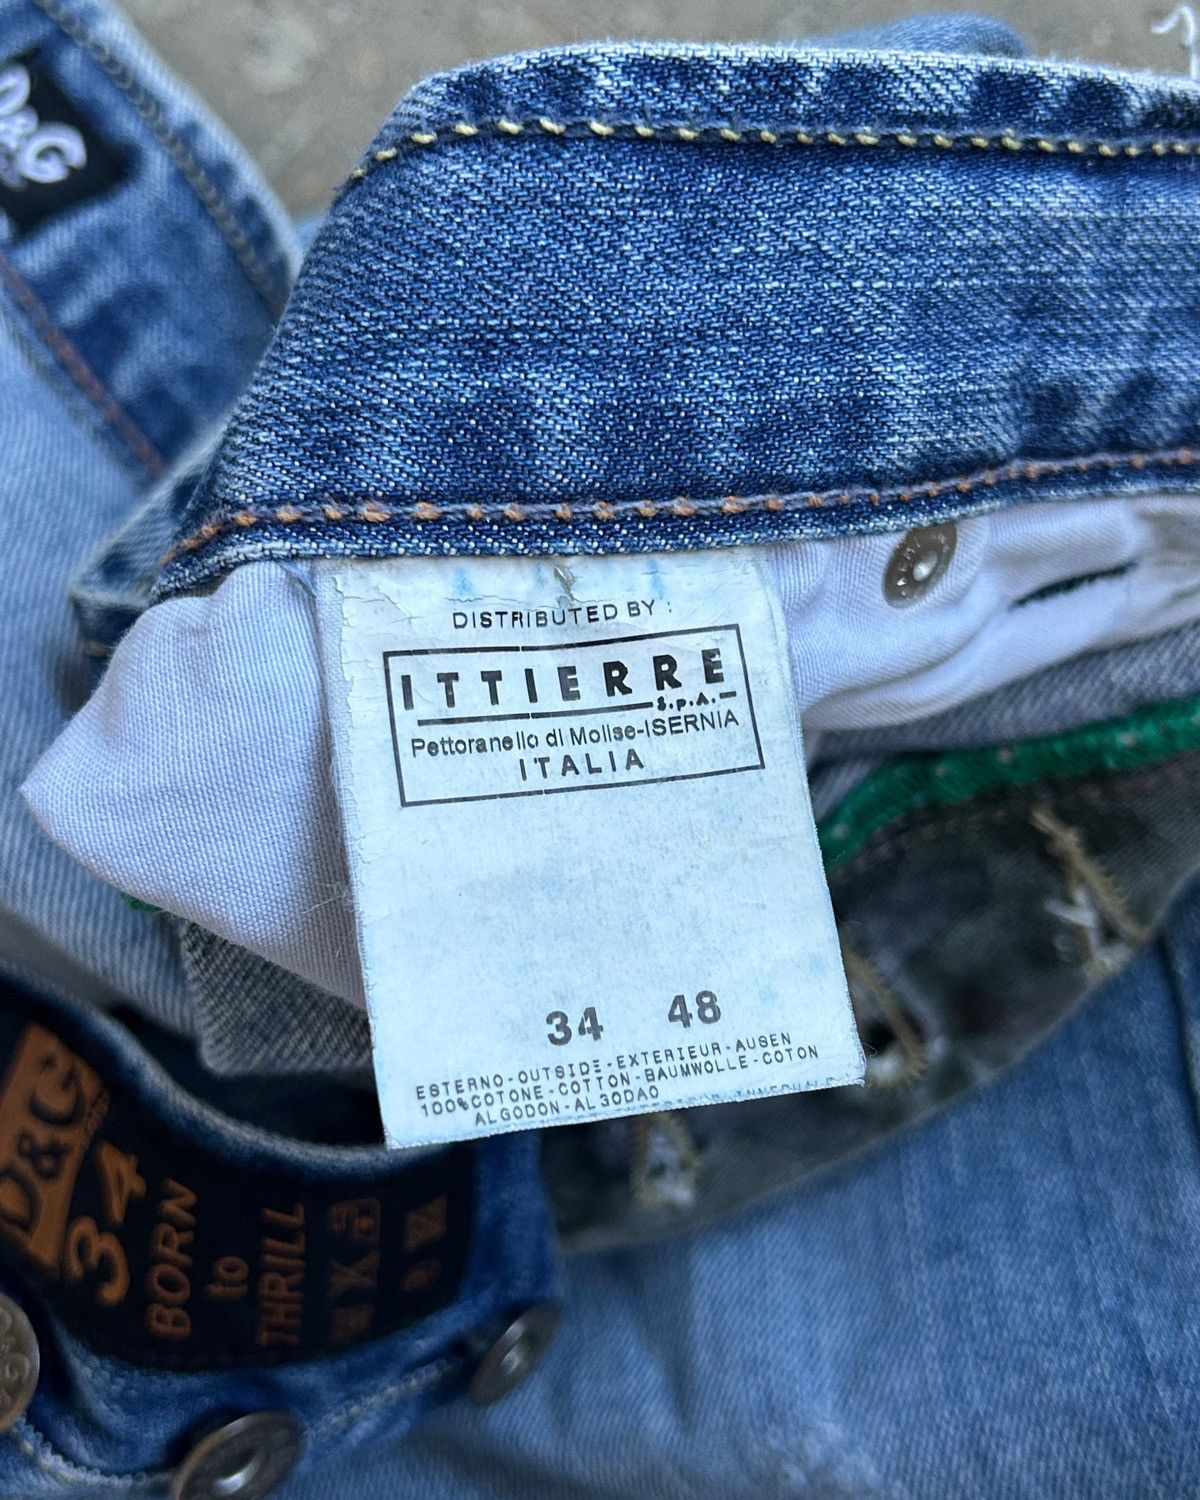 D&G
DISTRIBUTED BY :
ITTIERRE
S.p.A.
Pettoranello di Molise-ISERNIA
ITALIA
34 48
ESTERNO-OUTSIDE-EXTERIEUR-AUSEN
100%COTONE-COTTON-BAUMWOLLE-COTON
ALGODON-AL3ODAO
D&G
34
BORN
to
THRILL